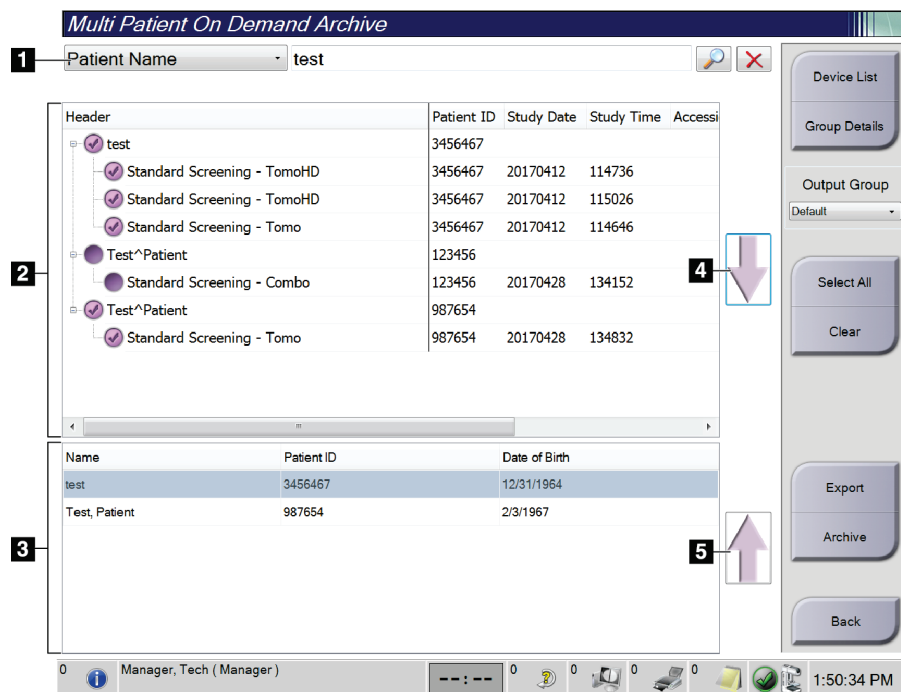 Multi Patient On Demand Archive
1
Patient Name
test
Device List
Group Details
Output Group
Default
Select All
Clear
Export
Archive
Back
2
Header Patient ID Study Date Study Time Accessi
test 3456467
Standard Screening - TomoHD 3456467 20170412 114736
Standard Screening - TomoHD 3456467 20170412 115026
Standard Screening - Tomo 3456467 20170412 114646
Test^Patient 123456
Standard Screening - Combo 123456 20170428 134152
Test^Patient 987654
Standard Screening - Tomo 987654 20170428 134832
4
3
Name Patient ID Date of Birth
test 3456467 12/31/1964
Test, Patient 987654 2/3/1967
5
0 Manager, Tech ( Manager ) --:-- 0 0 0 0 1:50:34 PM